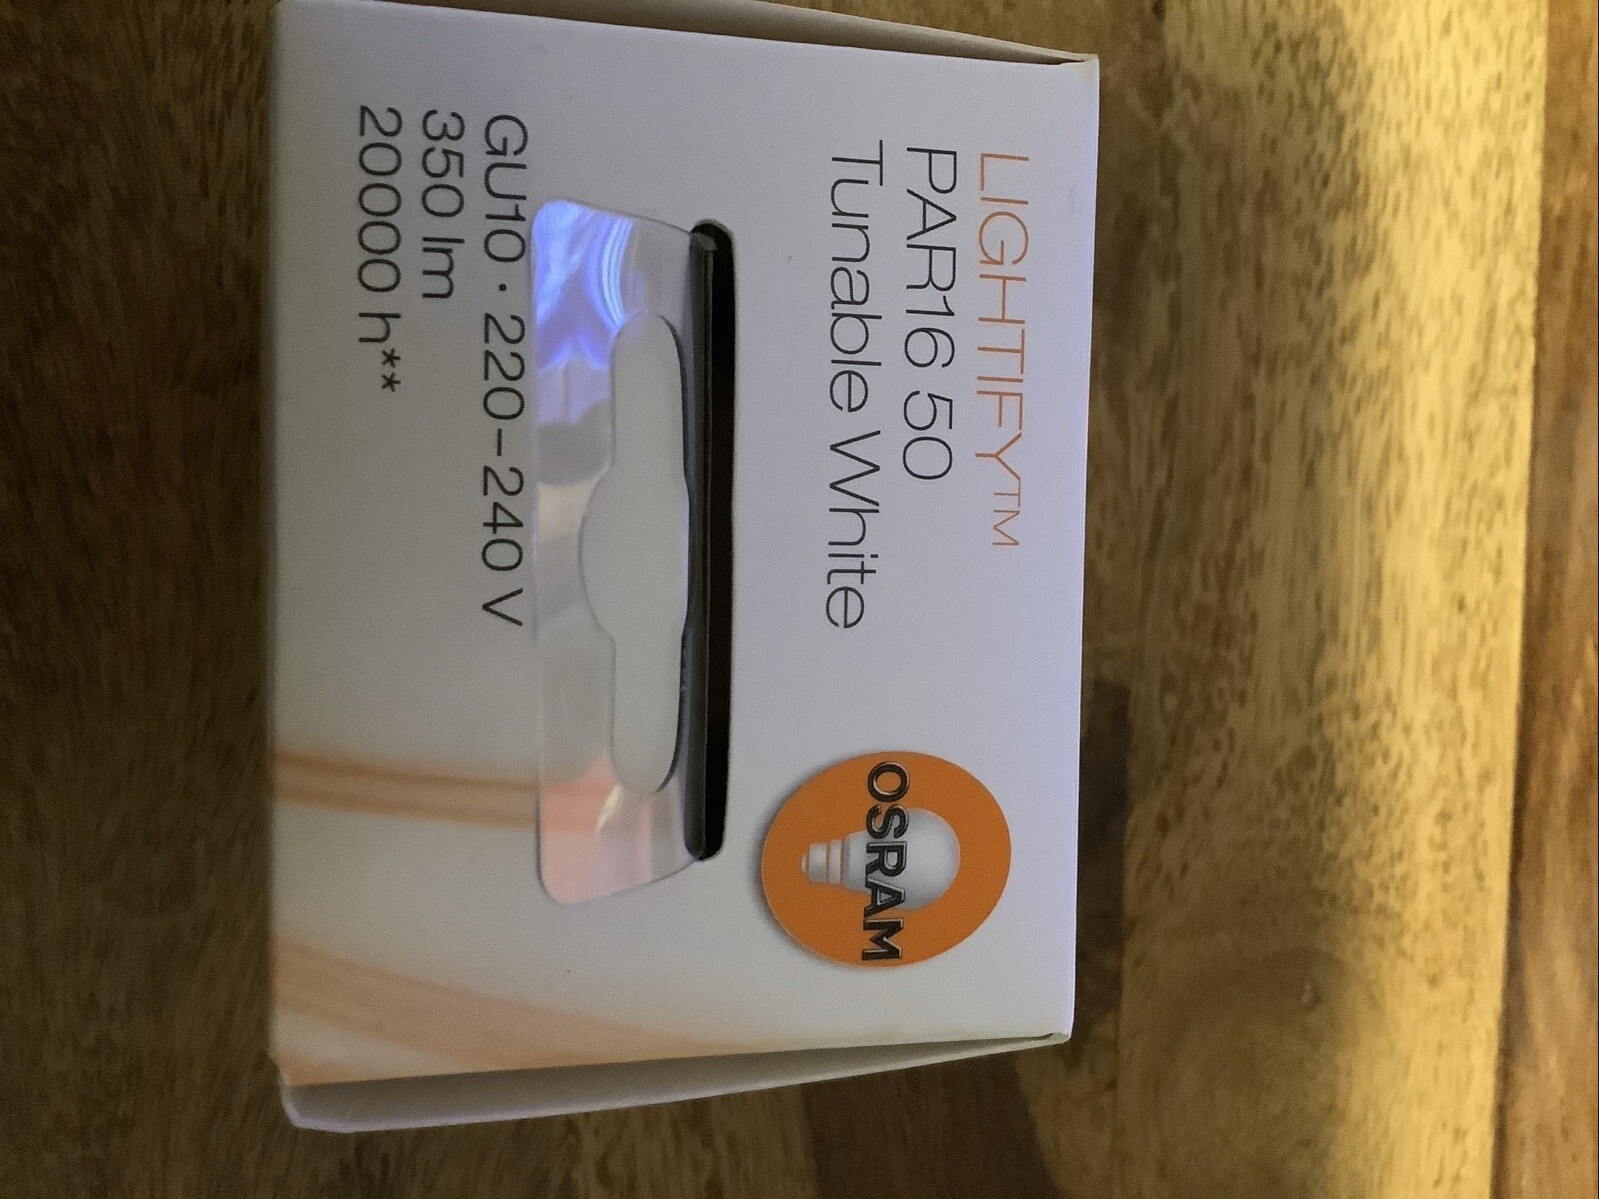 LIGHTIFY™
PAR16 50
Tunable White
OSRAM
GU10 · 220-240 V
350 lm
20000 h**